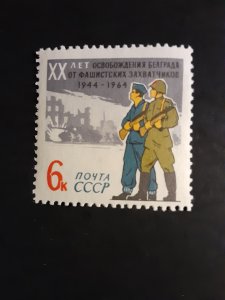 XX ЛЕТ ОСВОБОЖДЕНИЯ БЕЛГРАДА
ОТ ФАШИСТСКИХ ЗАХВАТЧИКОВ
1944-1964
6к
ПОЧТА
СССР